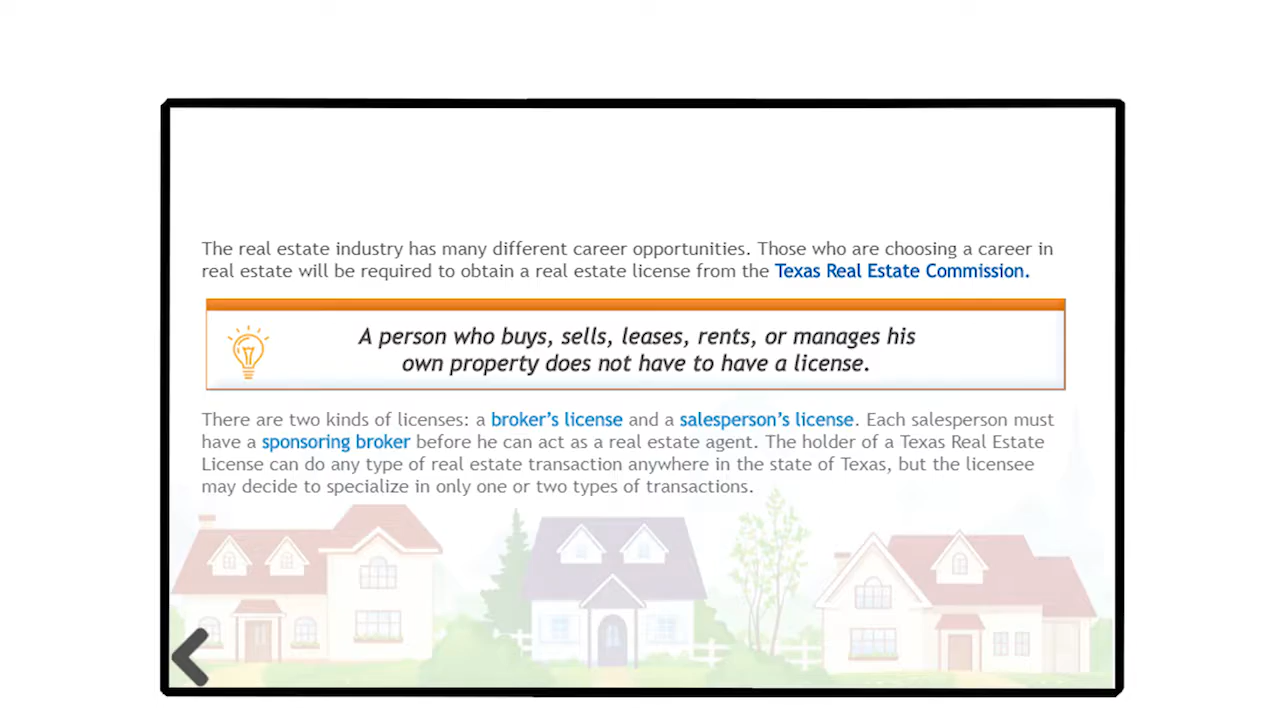 The real estate industry has many different career opportunities. Those who are choosing a career in
real estate will be required to obtain a real estate license from the Texas Real Estate Commission.
A person who buys, sells, leases, rents, or manages his
own property does not have to have a license.
There are two kinds of licenses: a broker's license and a salesperson's license. Each salesperson must
have a sponsoring broker before he can act as a real estate agent. The holder of a Texas Real Estate
License can do any type of real estate transaction anywhere in the state of Texas, but the licensee
may decide to specialize in only one or two types of transactions.